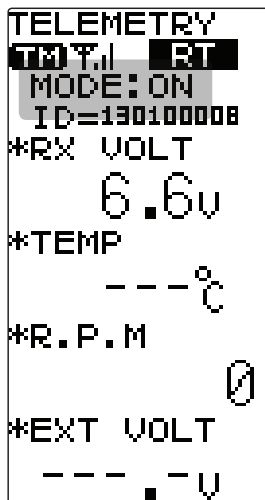 TELEMETRY
TM RT
MODE:ON
ID=130100008
*RX VOLT
6.6v
*TEMP
---℃
*R.P.M
0
*EXT VOLT
---.-v